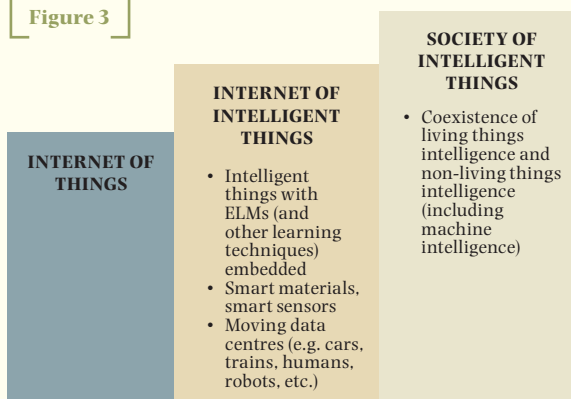 Figure 3
INTERNET OF
THINGS
INTERNET OF
INTELLIGENT
THINGS
• Intelligent
things with
ELMs (and
other learning
techniques)
embedded
• Smart materials,
smart sensors
• Moving data
centres (e.g. cars,
trains, humans,
robots, etc.)
SOCIETY OF
INTELLIGENT
THINGS
• Coexistence of
living things
intelligence and
non-living things
intelligence
(including
machine
intelligence)